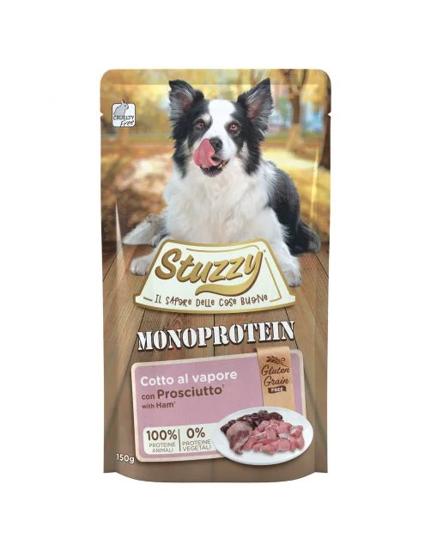 CRUELTY
Free
Stuzzy
IL SAPORE DELLE COSE BUONE
MONOPROTEIN
Cotto al vapore
con Prosciutto*
with Ham*
Gluten
Grain
FREE
100% PROTEINE ANIMALI
0% PROTEINE VEGETALI
150g